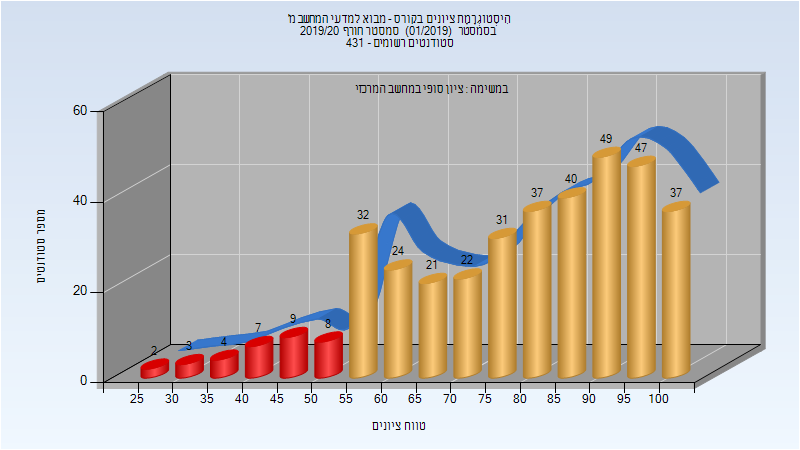 היסטוגרמת ציונים בקורס - מבוא למדעי המחשב מ'
בסמסטר (01/2019) סמסטר חורף 2019/20
סטודנטים רשומים - 431
במשימה : ציון סופי במחשב המרכזי
מספר סטודנטים
60
40
20
0
2 3 4 7 9 8 32 24 21 22 31 37 40 49 47 37
25 30 35 40 45 50 55 60 65 70 75 80 85 90 95 100
טווח ציונים